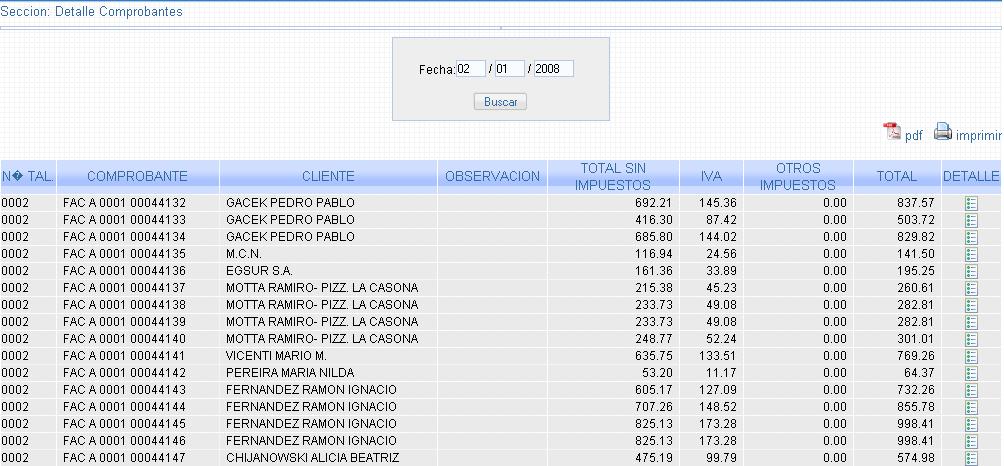 Seccion: Detalle Comprobantes
Fecha: 02 / 01 / 2008
Buscar
pdf imprimir
N� TAL. COMPROBANTE CLIENTE OBSERVACION TOTAL SIN IMPUESTOS IVA OTROS IMPUESTOS TOTAL DETALLE
0002 FAC A 0001 00044132 GACEK PEDRO PABLO 692.21 145.36 0.00 837.57
0002 FAC A 0001 00044133 GACEK PEDRO PABLO 416.30 87.42 0.00 503.72
0002 FAC A 0001 00044134 GACEK PEDRO PABLO 685.80 144.02 0.00 829.82
0002 FAC A 0001 00044135 M.C.N. 116.94 24.56 0.00 141.50
0002 FAC A 0001 00044136 EGSUR S.A. 161.36 33.89 0.00 195.25
0002 FAC A 0001 00044137 MOTTA RAMIRO- PIZZ. LA CASONA 215.38 45.23 0.00 260.61
0002 FAC A 0001 00044138 MOTTA RAMIRO- PIZZ. LA CASONA 233.73 49.08 0.00 282.81
0002 FAC A 0001 00044139 MOTTA RAMIRO- PIZZ. LA CASONA 233.73 49.08 0.00 282.81
0002 FAC A 0001 00044140 MOTTA RAMIRO- PIZZ. LA CASONA 248.77 52.24 0.00 301.01
0002 FAC A 0001 00044141 VICENTI MARIO M. 635.75 133.51 0.00 769.26
0002 FAC A 0001 00044142 PEREIRA MARIA NILDA 53.20 11.17 0.00 64.37
0002 FAC A 0001 00044143 FERNANDEZ RAMON IGNACIO 605.17 127.09 0.00 732.26
0002 FAC A 0001 00044144 FERNANDEZ RAMON IGNACIO 707.26 148.52 0.00 855.78
0002 FAC A 0001 00044145 FERNANDEZ RAMON IGNACIO 825.13 173.28 0.00 998.41
0002 FAC A 0001 00044146 FERNANDEZ RAMON IGNACIO 825.13 173.28 0.00 998.41
0002 FAC A 0001 00044147 CHIJANOWSKI ALICIA BEATRIZ 475.19 99.79 0.00 574.98